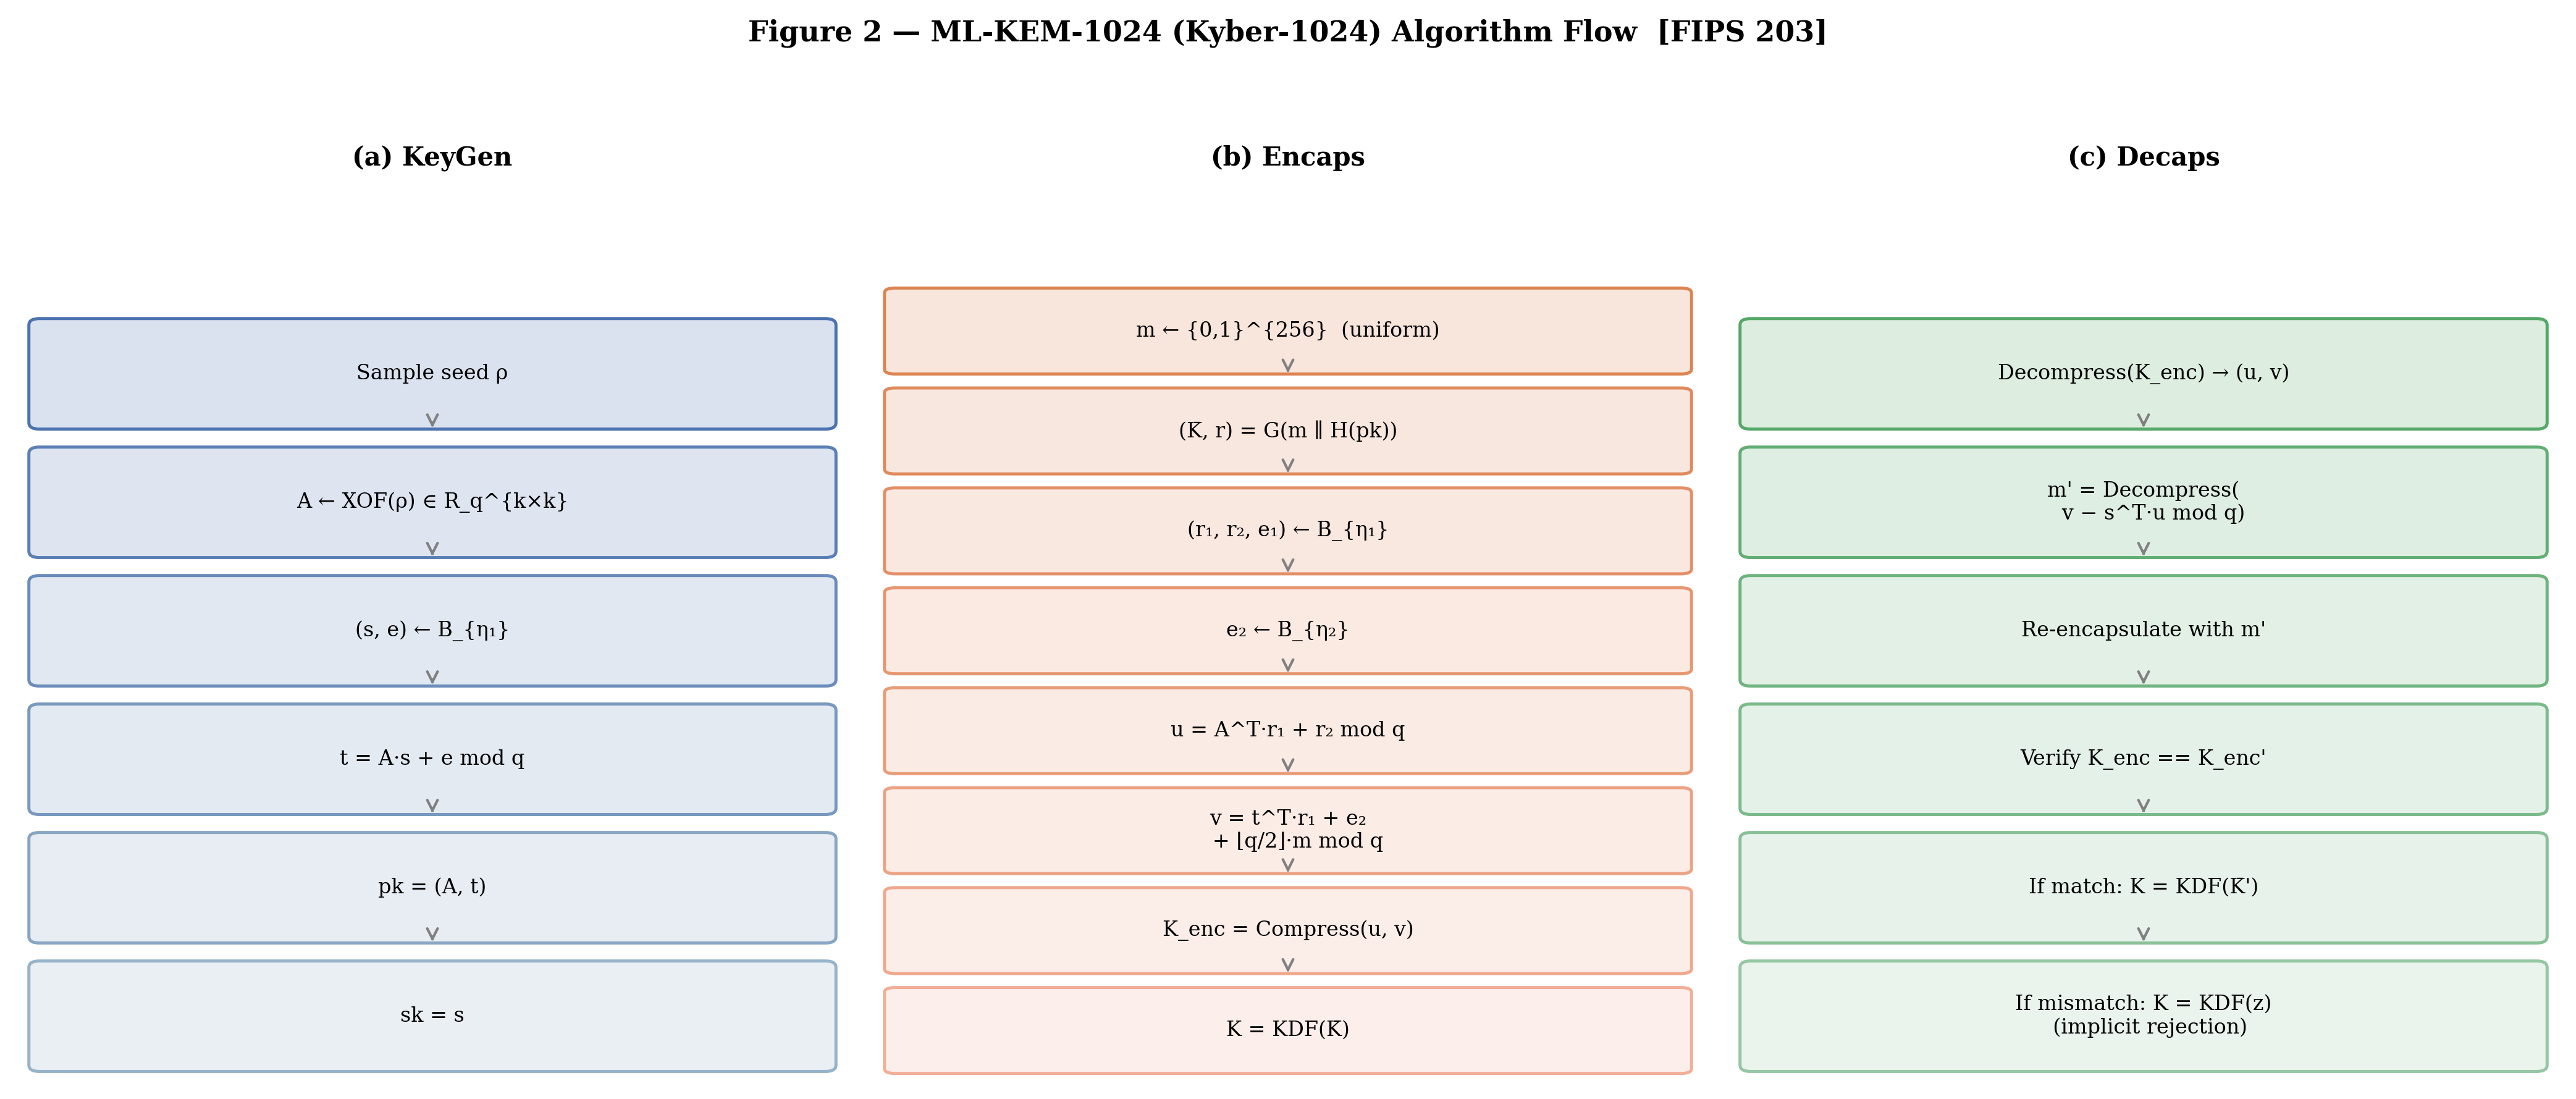 Figure 2 — ML-KEM-1024 (Kyber-1024) Algorithm Flow [FIPS 203]
(a) KeyGen
Sample seed ρ
A ← XOF(ρ) ∈ R_q^{k×k}
(s, e) ← B_{η₁}
t = A·s + e mod q
pk = (A, t)
sk = s
(b) Encaps
m ← {0,1}^{256} (uniform)
(K̄, r) = G(m ∥ H(pk))
(r₁, r₂, e₁) ← B_{η₁}
e₂ ← B_{η₂}
u = A^T·r₁ + r₂ mod q
v = t^T·r₁ + e₂
+ ⌊q/2⌋·m mod q
K_enc = Compress(u, v)
K = KDF(K̄)
(c) Decaps
Decompress(K_enc) → (u, v)
m' = Decompress(
v − s^T·u mod q)
Re-encapsulate with m'
Verify K_enc == K_enc'
If match: K = KDF(K̄')
If mismatch: K = KDF(z)
(implicit rejection)